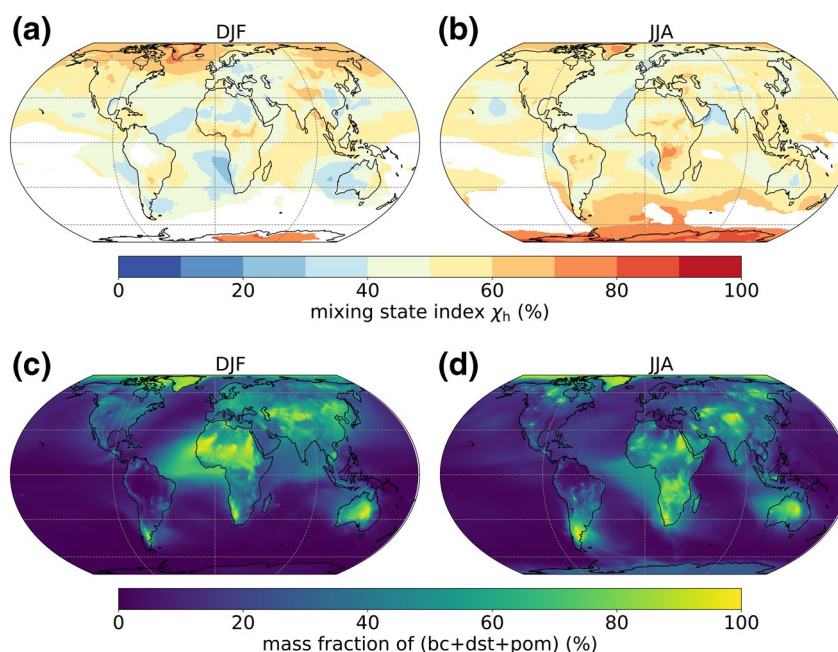 (a)
DJF
(b)
JJA
0 20 40 60 80 100
mixing state index χh (%)
(c)
DJF
(d)
JJA
0 20 40 60 80 100
mass fraction of (bc+dst+pom) (%)